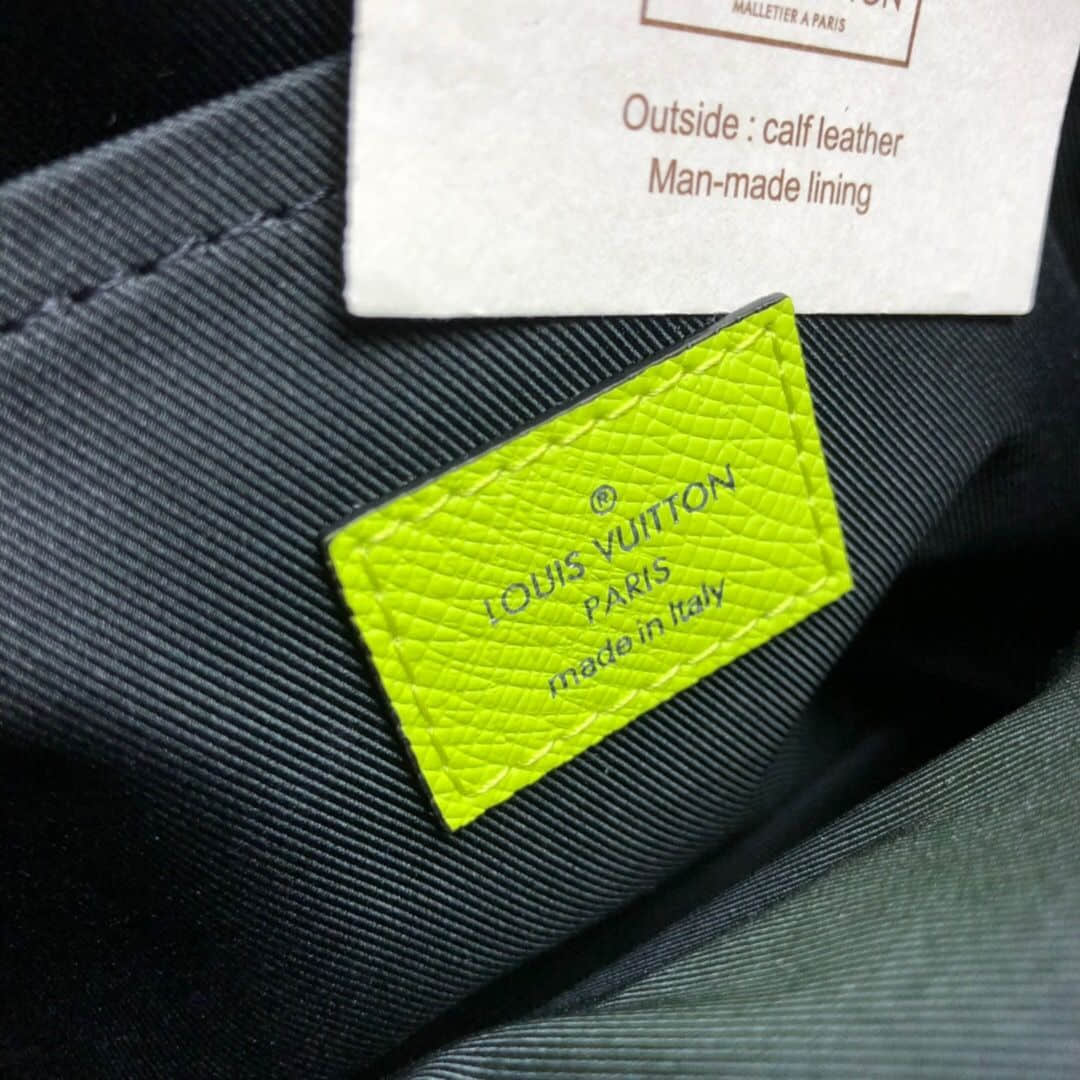 MALLETIER A PARIS
Outside : calf leather
Man-made lining
®
LOUIS VUITTON
PARIS
made in Italy